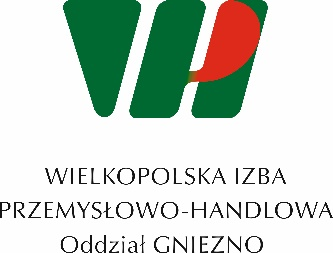 WIELKOPOLSKA IZBA
PRZEMYSŁOWO-HANDLOWA
Oddział GNIEZNO